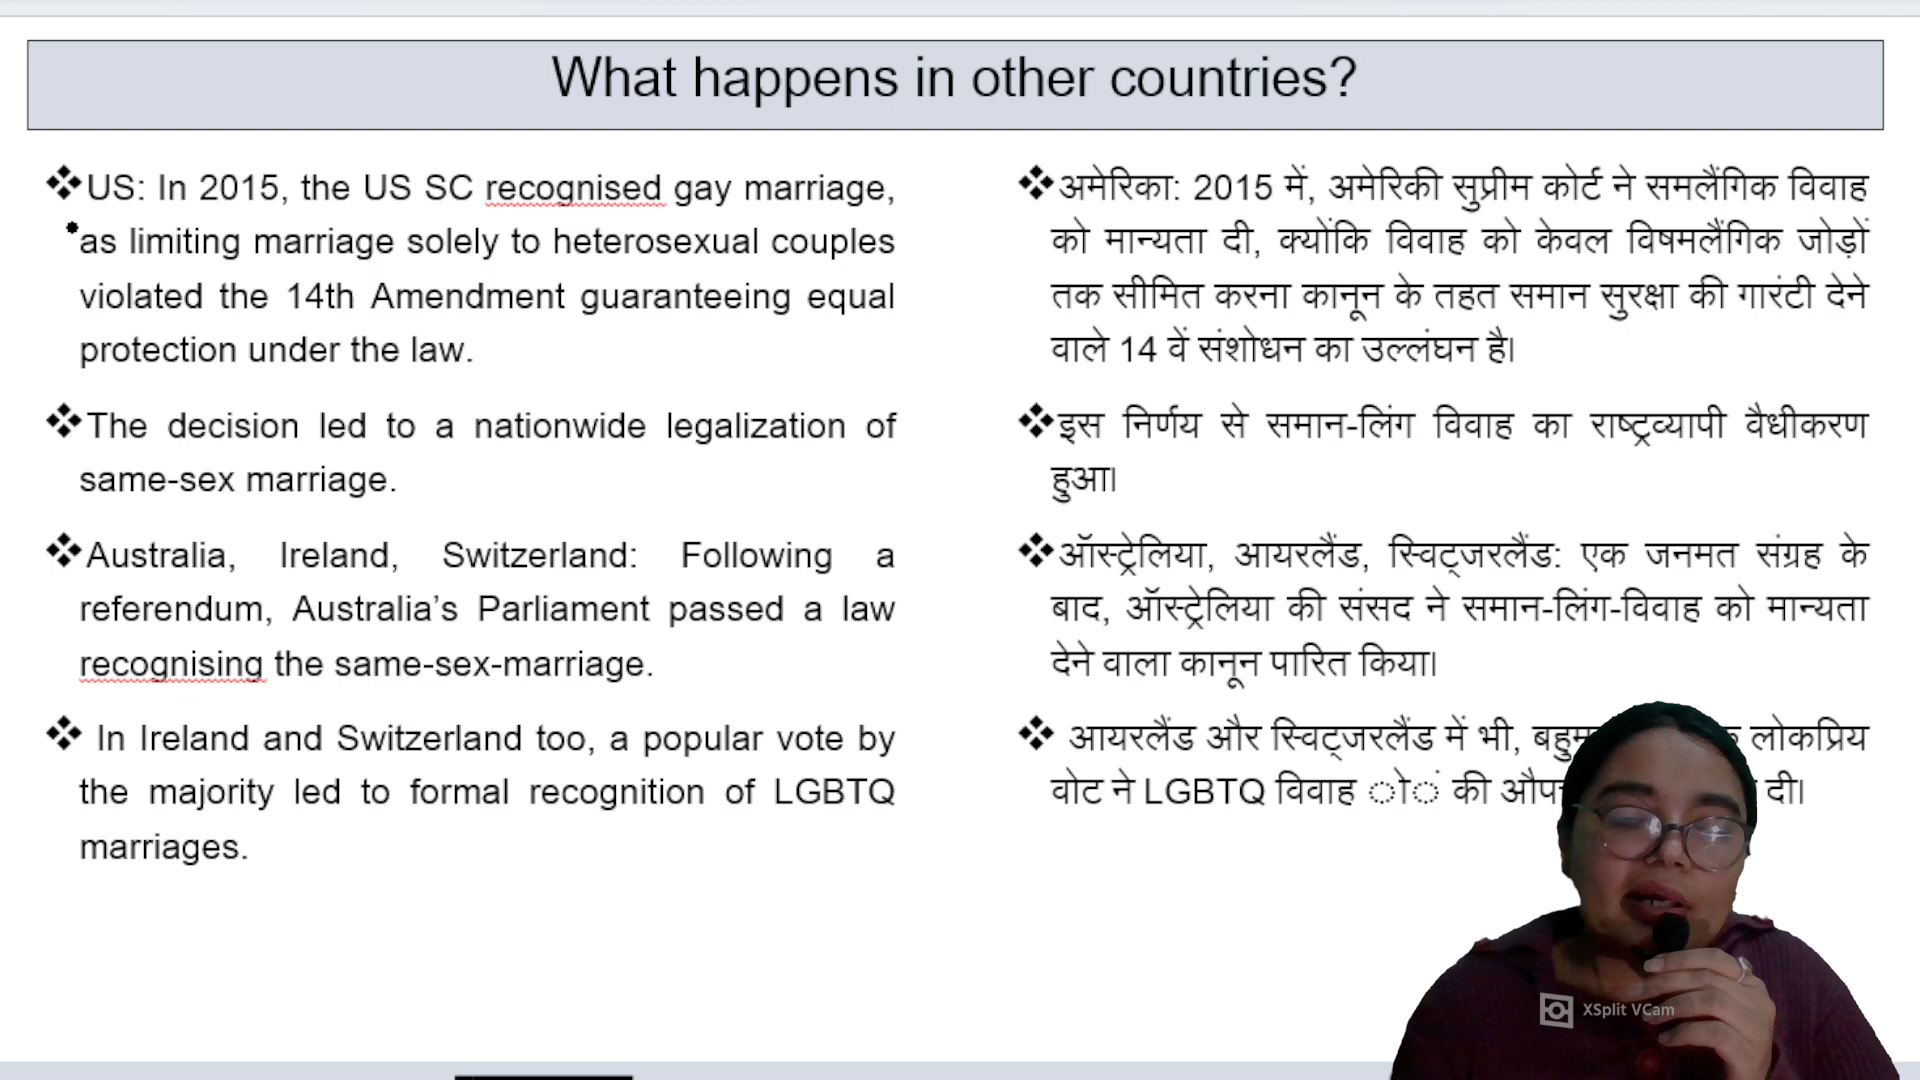 What happens in other countries?
❖US: In 2015, the US SC recognised gay marriage,
as limiting marriage solely to heterosexual couples
violated the 14th Amendment guaranteeing equal
protection under the law.
❖The decision led to a nationwide legalization of
same-sex marriage.
❖Australia, Ireland, Switzerland: Following a
referendum, Australia’s Parliament passed a law
recognising the same-sex-marriage.
❖ In Ireland and Switzerland too, a popular vote by
the majority led to formal recognition of LGBTQ
marriages.
❖अमेरिका: 2015 में, अमेरिकी सुप्रीम कोर्ट ने समलैंगिक विवाह
को मान्यता दी, क्योंकि विवाह को केवल विषमलैंगिक जोड़ों
तक सीमित करना कानून के तहत समान सुरक्षा की गारंटी देने
वाले 14 वें संशोधन का उल्लंघन है।
❖इस निर्णय से समान-लिंग विवाह का राष्ट्रव्यापी वैधीकरण
हुआ।
❖ऑस्ट्रेलिया, आयरलैंड, स्विट्जरलैंड: एक जनमत संग्रह के
बाद, ऑस्ट्रेलिया की संसद ने समान-लिंग-विवाह को मान्यता
देने वाला कानून पारित किया।
❖ आयरलैंड और स्विट्जरलैंड में भी, लोकप्रिय
वोट ने LGBTQ विवाह ों की दी।
XSplit VCam